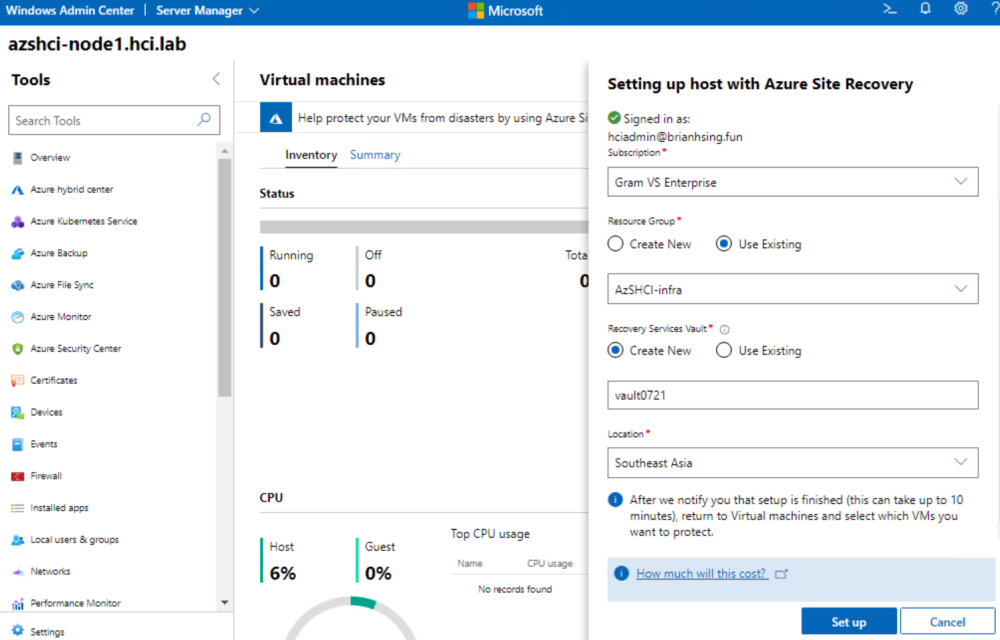 Windows Admin Center | Server Manager
Microsoft
azshci-node1.hci.lab
Tools
Search Tools
Overview
Azure hybrid center
Azure Kubernetes Service
Azure Backup
Azure File Sync
Azure Monitor
Azure Security Center
Certificates
Devices
Events
Firewall
Installed apps
Local users & groups
Networks
Performance Monitor
Settings
Virtual machines
Help protect your VMs from disasters by using Azure Si
Inventory Summary
Status
Running Off Tota
0 0 0
Saved Paused
0 0
CPU
Host Guest
6% 0%
Top CPU usage
Name CPU usage
No records found
Setting up host with Azure Site Recovery
Signed in as:
hciadmin@brianhsing.fun
Subscription*
Gram VS Enterprise
Resource Group*
Create New Use Existing
AzSHCI-infra
Recovery Services Vault*
Create New Use Existing
vault0721
Location*
Southeast Asia
After we notify you that setup is finished (this can take up to 10
minutes), return to Virtual machines and select which VMs you
want to protect.
How much will this cost?
Set up Cancel